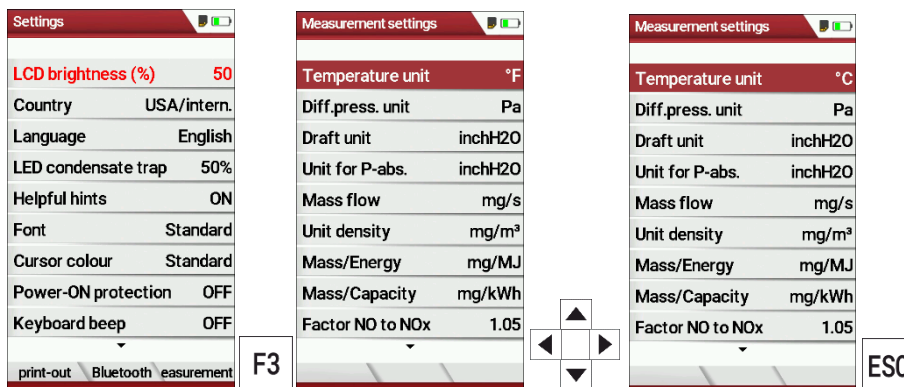 Settings
LCD brightness (%) 50
Country USA/intern.
Language English
LED condensate trap 50%
Helpful hints ON
Font Standard
Cursor colour Standard
Power-ON protection OFF
Keyboard beep OFF
print-out Bluetooth easurement
F3
Measurement settings
Temperature unit °F
Diff.press. unit Pa
Draft unit inchH2O
Unit for P-abs. inchH2O
Mass flow mg/s
Unit density mg/m³
Mass/Energy mg/MJ
Mass/Capacity mg/kWh
Factor NO to NOx 1.05
Measurement settings
Temperature unit °C
Diff.press. unit Pa
Draft unit inchH2O
Unit for P-abs. inchH2O
Mass flow mg/s
Unit density mg/m³
Mass/Energy mg/MJ
Mass/Capacity mg/kWh
Factor NO to NOx 1.05
ESC